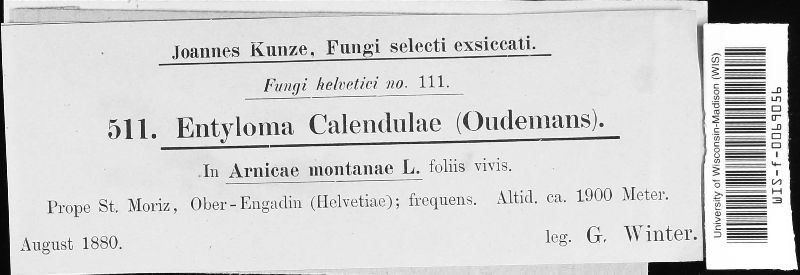 Joannes Kunze, Fungi selecti exsiccati.
Fungi helvetici no. 111.
511. Entyloma Calendulae (Oudemans).
In Arnicae montanae L. foliis vivis.
Prope St. Moriz, Ober-Engadin (Helvetiae); frequens. Altid. ca. 1900 Meter.
August 1880.
leg. G. Winter.
University of Wisconsin-Madison (WIS)
WIS-f-0069056